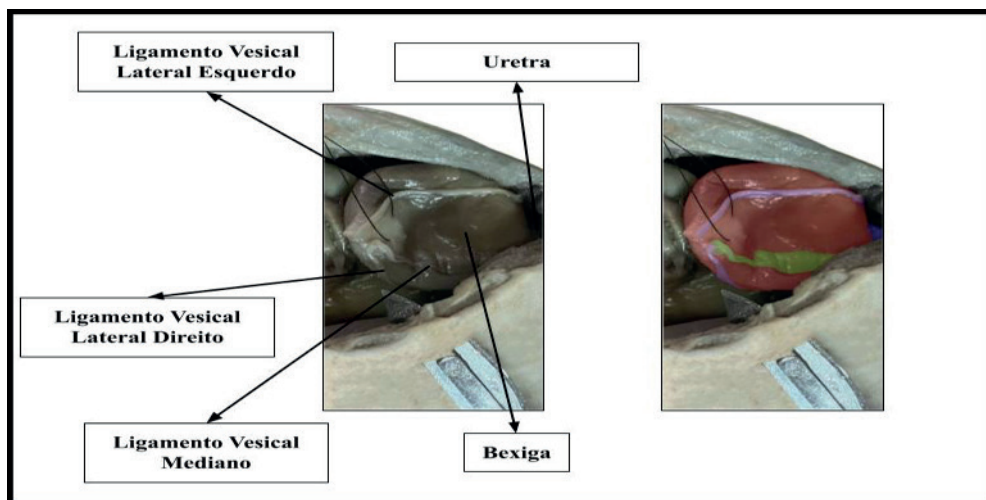 Ligamento Vesical
Lateral Esquerdo
Uretra
Ligamento Vesical
Lateral Direito
Ligamento Vesical
Mediano
Bexiga